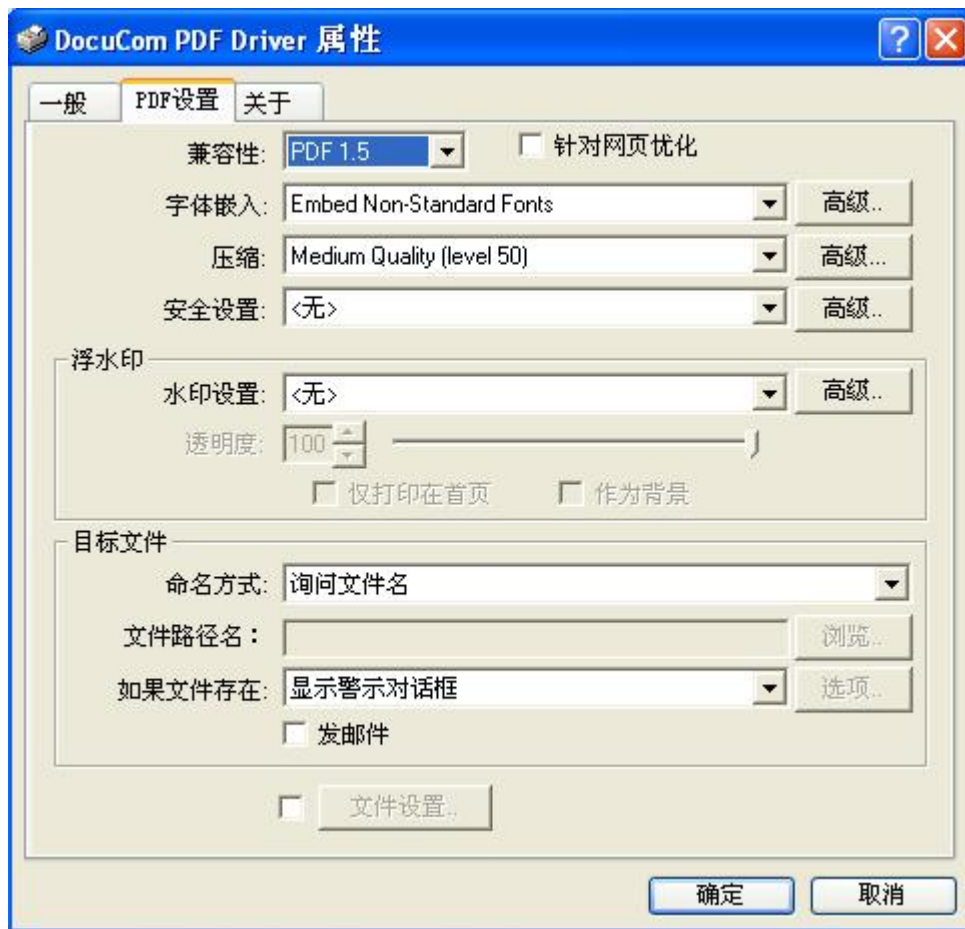 DocuCom PDF Driver 属性
一般 PDF设置 关于
兼容性: PDF 1.5 针对网页优化
字体嵌入: Embed Non-Standard Fonts 高级..
压缩: Medium Quality (level 50) 高级...
安全设置: <无> 高级..
浮水印
水印设置: <无> 高级..
透明度: 100
仅打印在首页 作为背景
目标文件
命名方式: 询问文件名
文件路径名： 浏览..
如果文件存在: 显示警示对话框 选项..
发邮件
文件设置..
确定 取消